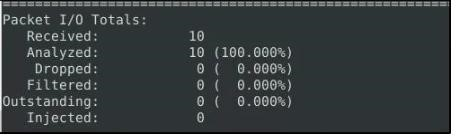 ===============================================================================
Packet I/O Totals:
   Received:           10
   Analyzed:           10 (100.000%)
    Dropped:            0 (  0.000%)
   Filtered:            0 (  0.000%)
Outstanding:            0 (  0.000%)
   Injected:            0